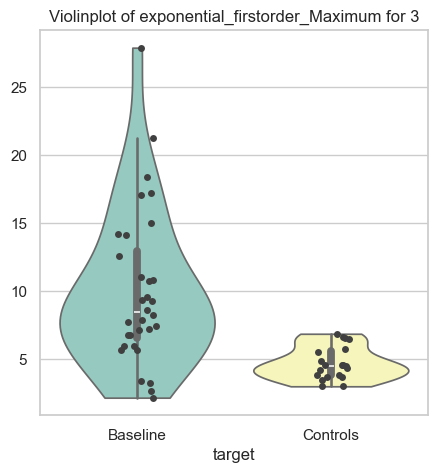 Violinplot of exponential_firstorder_Maximum for 3
25
20
15
10
5
Baseline
Controls
target